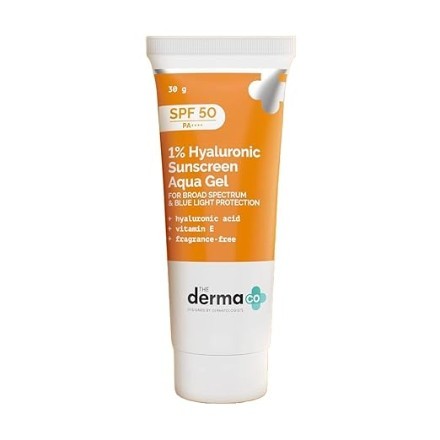 30 g
SPF 50
PA++++
1% Hyaluronic
Sunscreen
Aqua Gel
FOR BROAD SPECTRUM
& BLUE LIGHT PROTECTION
+ hyaluronic acid
+ vitamin E
+ fragrance-free
THE
derma co